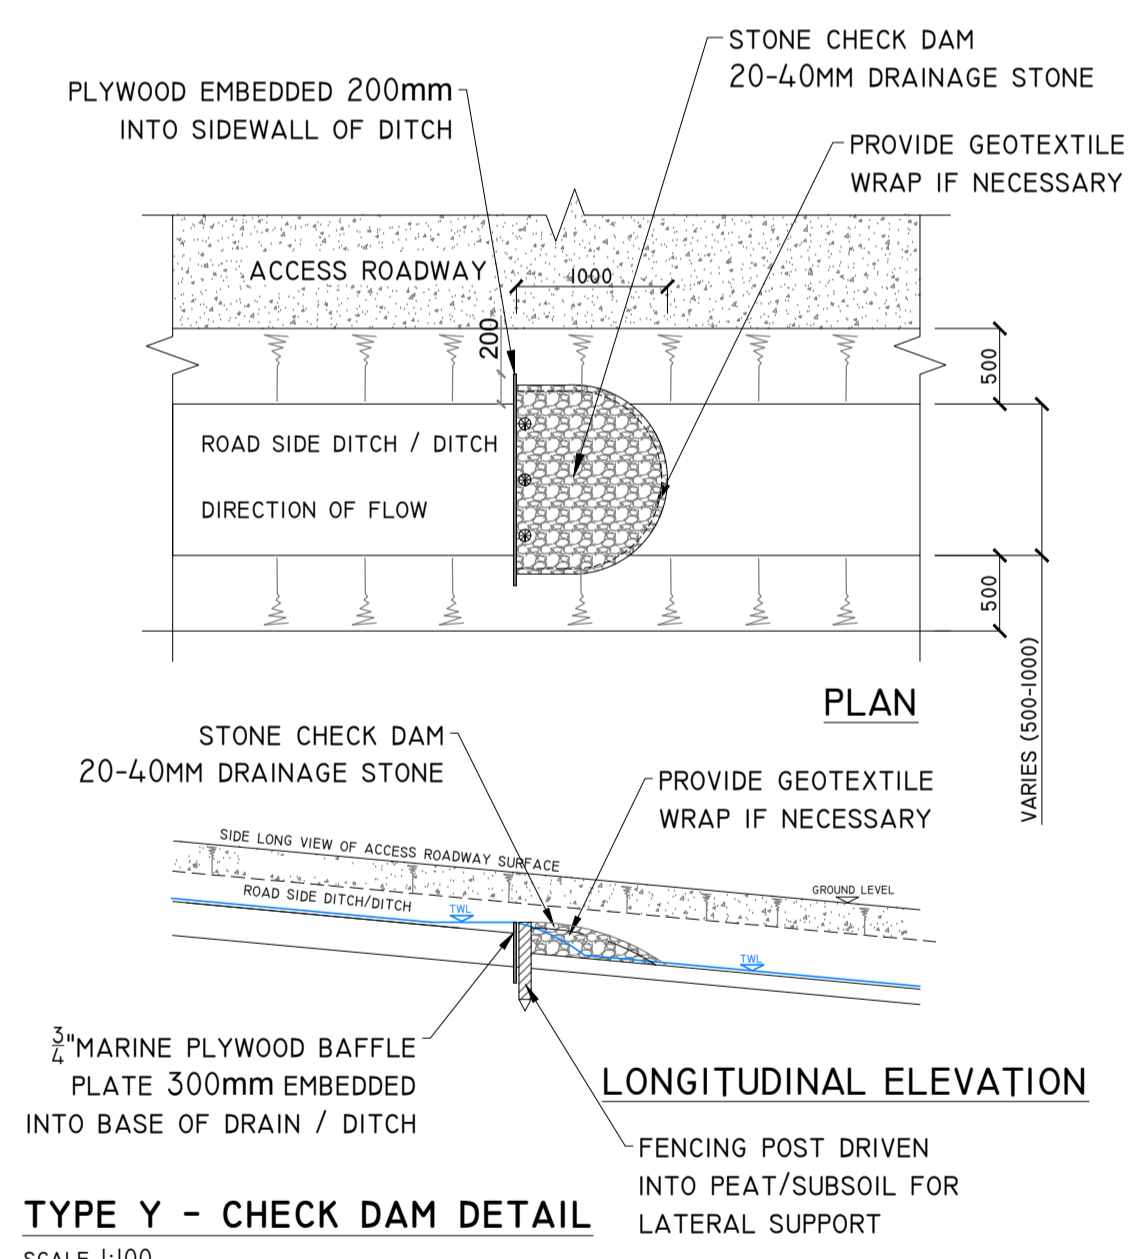 STONE CHECK DAM
20-40MM DRAINAGE STONE
PLYWOOD EMBEDDED 200mm
INTO SIDEWALL OF DITCH
PROVIDE GEOTEXTILE
WRAP IF NECESSARY
ACCESS ROADWAY
1000
200
500
ROAD SIDE DITCH / DITCH
DIRECTION OF FLOW
500
VARIES (500-1000)
PLAN
STONE CHECK DAM
20-40MM DRAINAGE STONE
PROVIDE GEOTEXTILE
WRAP IF NECESSARY
SIDE LONG VIEW OF ACCESS ROADWAY SURFACE
GROUND LEVEL
ROAD SIDE DITCH/DITCH
TWL
TWL
3/4"MARINE PLYWOOD BAFFLE
PLATE 300mm EMBEDDED
INTO BASE OF DRAIN / DITCH
LONGITUDINAL ELEVATION
FENCING POST DRIVEN
INTO PEAT/SUBSOIL FOR
LATERAL SUPPORT
TYPE Y - CHECK DAM DETAIL
SCALE 1:100